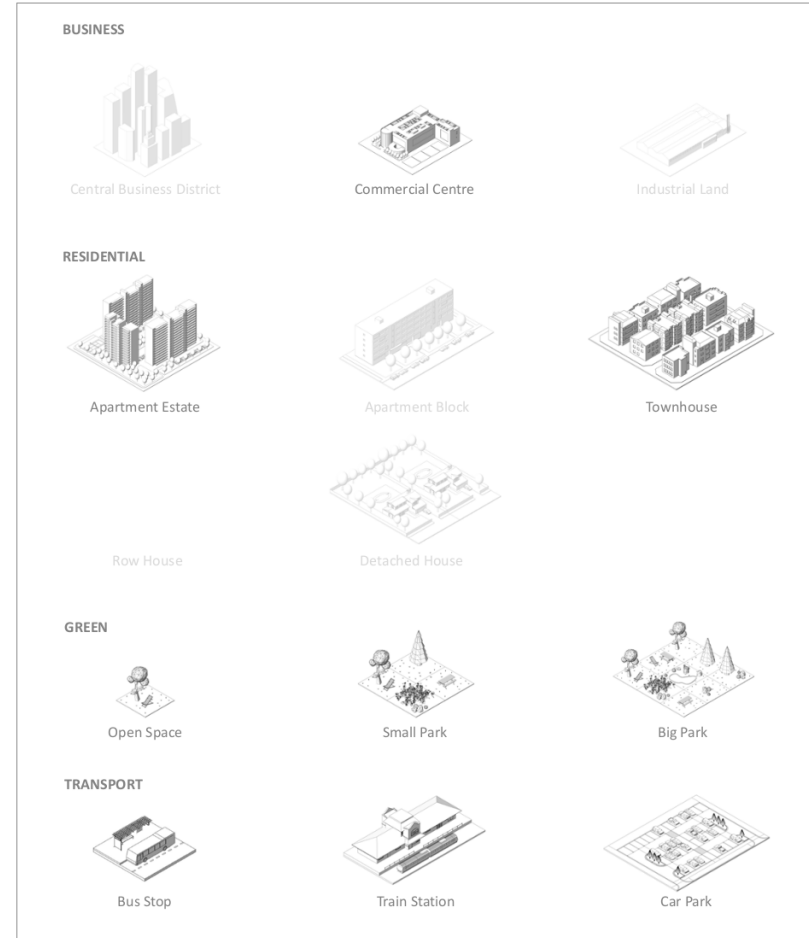 BUSINESS
Central Business District
Commercial Centre
Industrial Land
RESIDENTIAL
Apartment Estate
Apartment Block
Townhouse
Row House
Detached House
GREEN
Open Space
Small Park
Big Park
TRANSPORT
Bus Stop
Train Station
Car Park